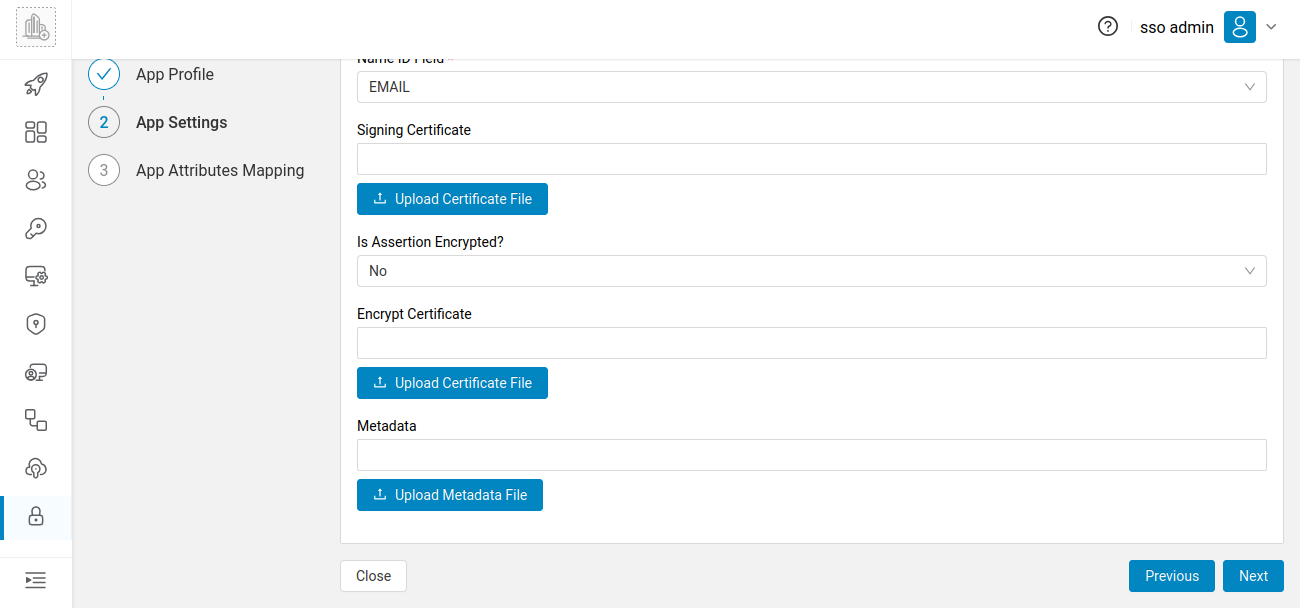 sso admin
App Profile
2 App Settings
3 App Attributes Mapping
Name ID Field *
EMAIL
Signing Certificate
Upload Certificate File
Is Assertion Encrypted?
No
Encrypt Certificate
Upload Certificate File
Metadata
Upload Metadata File
Close Previous Next